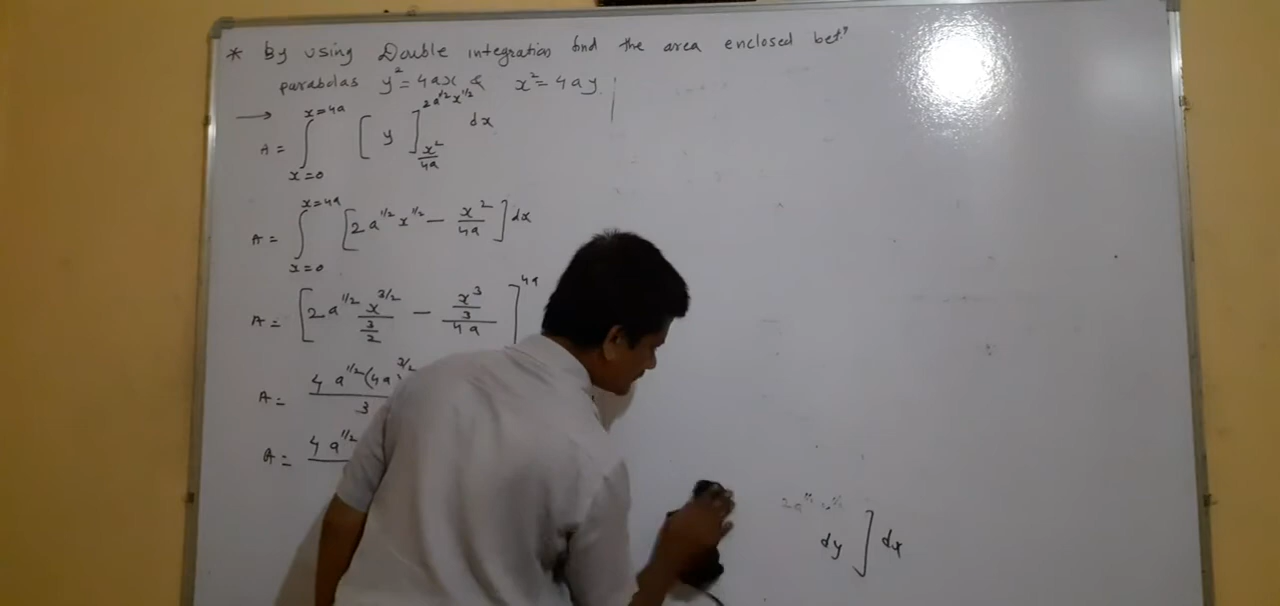 * By using Double integration find the area enclosed betⁿ
parabolas y² = 4ax & x² = 4ay.
→ A = ∫_{x=0}^{x=4a} [ y ]_{x²/4a}^{2a^{1/2} x^{1/2}} dx
A = ∫_{x=0}^{x=4a} [ 2a^{1/2} x^{1/2} − x²/4a ] dx
A = [ 2a^{1/2} x^{3/2}/(3/2) − (x³/3)/4a ]^{4a}
A = 4 a^{1/2} (4a)^{3/2} / 3
A = 4 a^{1/2}
dy ] dx